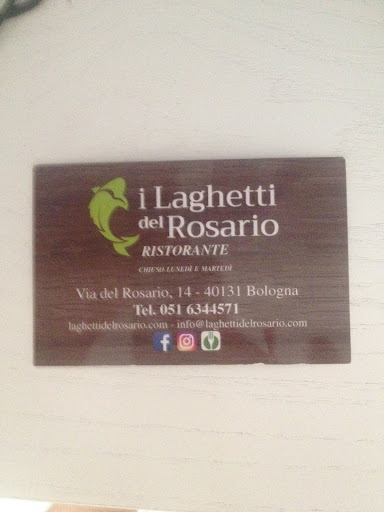 i Laghetti
del Rosario
RISTORANTE
CHIUSO LUNEDÌ E MARTEDÌ
Via del Rosario, 14 - 40131 Bologna
Tel. 051 6344571
laghettidelrosario.com - info@laghettidelrosario.com